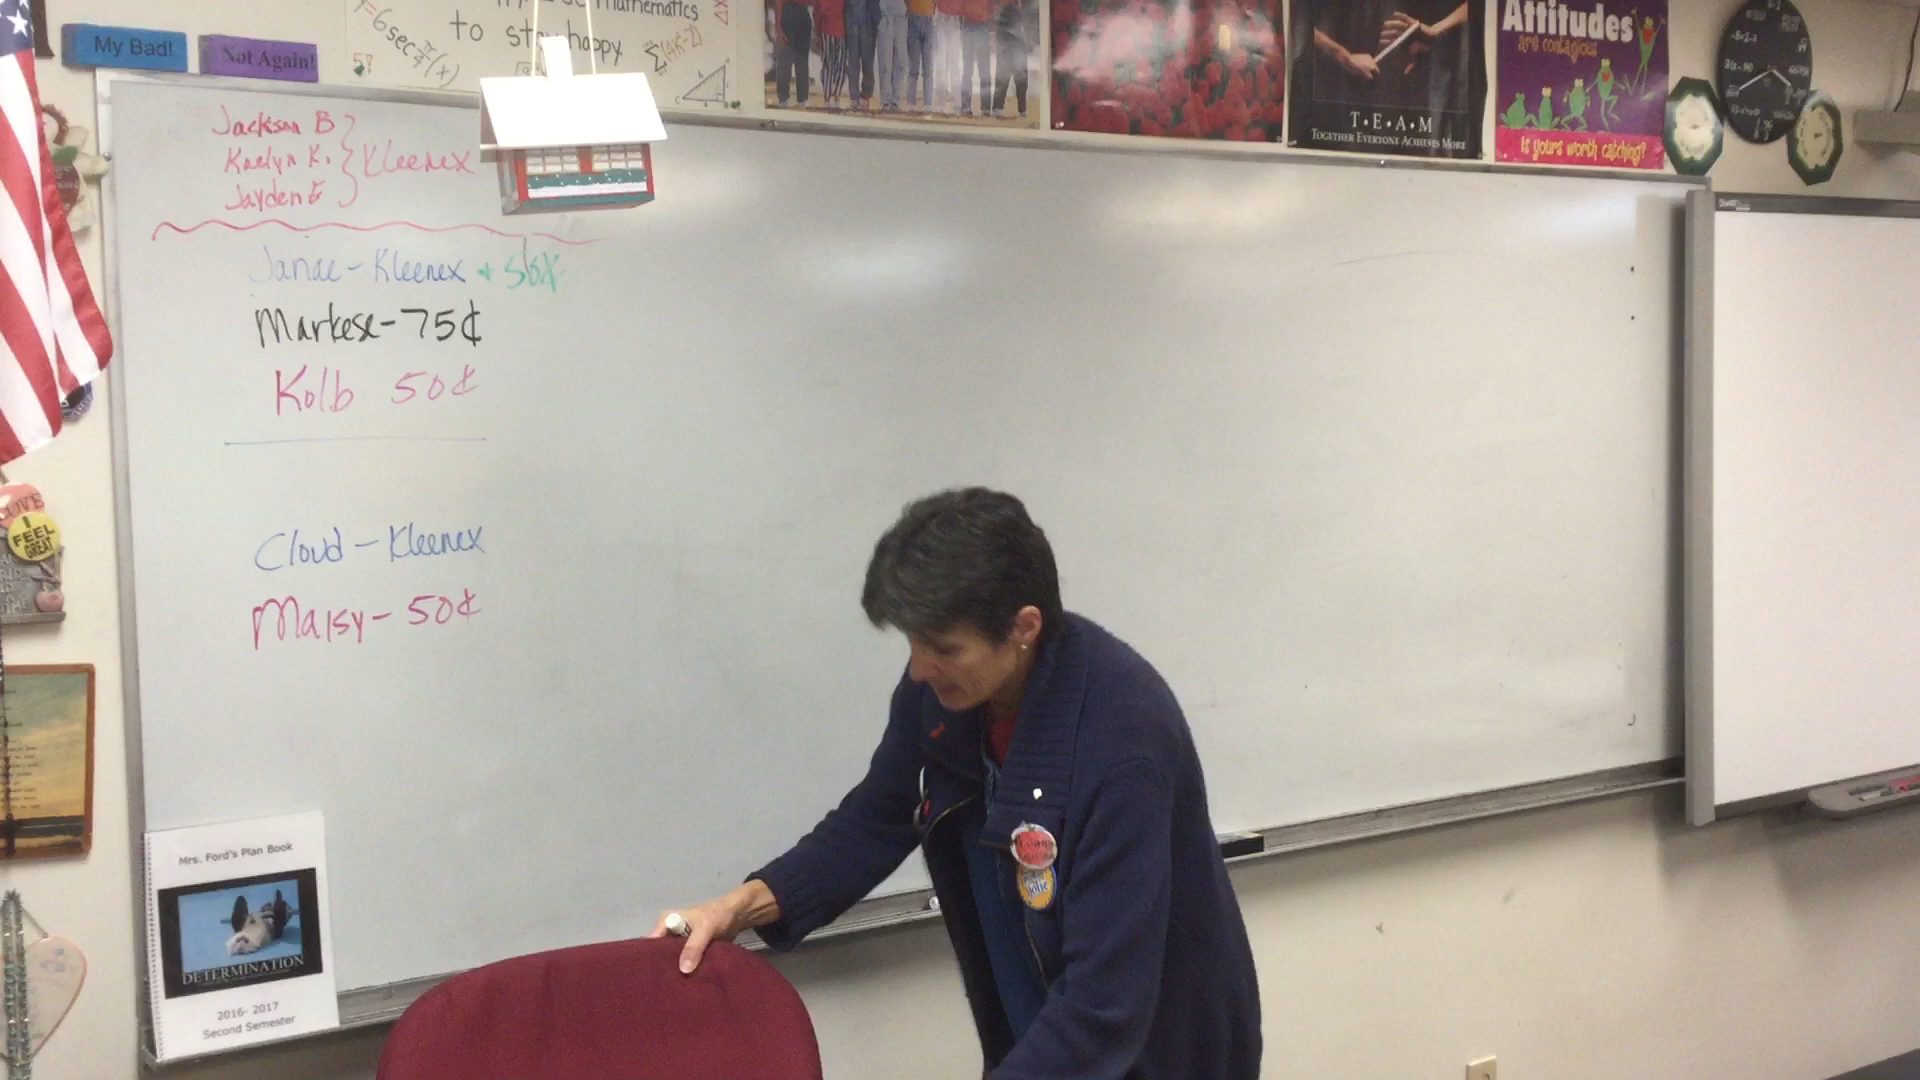 My Bad!
Not Again!
mathematics
to stay happy
Attitudes
are contagious
Is yours worth catching?
T•E•A•M
TOGETHER EVERYONE ACHIEVES MORE
Jackson B
Kaelyn K. } Kleenex
Jayden E
Janae - Kleenex + 50¢
Markese - 75¢
Kolb 50¢
Cloud - Kleenex
Maisy - 50¢
I
FEEL
GREAT
Mrs. Ford's Plan Book
DETERMINATION
2016- 2017
Second Semester